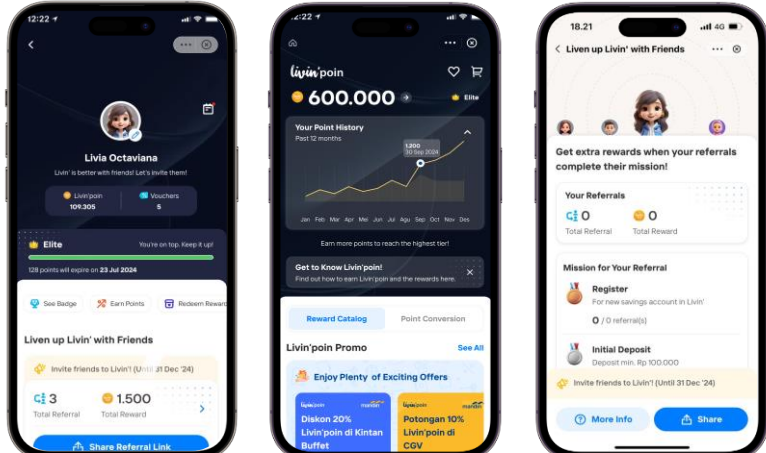 12:22
Livia Octaviana
Livin' is better with friends! Let's invite them!
Livin'poin
109.305
Vouchers
5
Elite
You're on top. Keep it up!
128 points will expire on 23 Jul 2024
See Badge
Earn Points
Redeem Rewar
Liven up Livin' with Friends
Invite friends to Livin'! (Until 31 Dec '24)
3
Total Referral
1.500
Total Reward
Share Referral Link
12:22
livin'poin
600.000
Elite
Your Point History
Past 12 months
1.200
10 Sep 2024
Jan Feb Mar Apr Mei Jun Jul Agu Sep Oct Nov Des
Earn more points to reach the highest tier!
Get to Know Livin'poin!
Find out how to earn Livin'poin and the rewards here.
Reward Catalog
Point Conversion
Livin'poin Promo
See All
Enjoy Plenty of Exciting Offers
livin'poin
mandiri
Diskon 20%
Livin'poin di Kintan
Buffet
livin'poin
mandiri
Potongan 10%
Livin'poin di
CGV
18.21
4G
Liven up Livin' with Friends
Get extra rewards when your referrals
complete their mission!
Your Referrals
0
Total Referral
0
Total Reward
Mission for Your Referral
Register
For new savings account in Livin'
0 / 0 referral(s)
Initial Deposit
Deposit min. Rp 100.000
Invite friends to Livin'! (Until 31 Dec '24)
More Info
Share